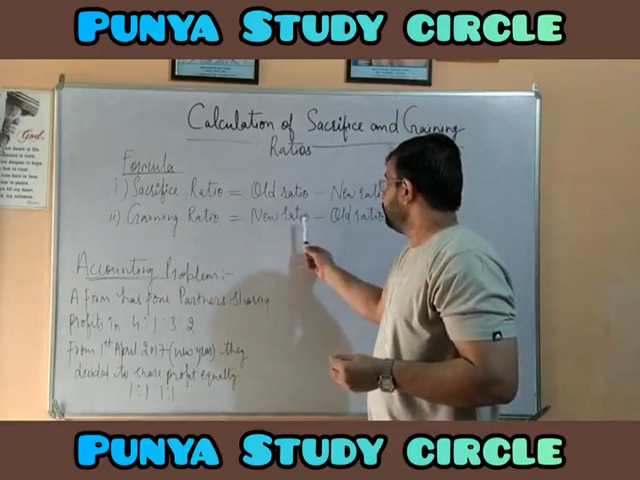 PUNYA STUDY CIRCLE
Calculation of Sacrifice and Gaining
Ratios
Formula
i) Sacrifice Ratio = Old ratio - New rati
ii) Gaining Ratio = New ratio - Old ratio
God
Accounting Problem:-
A firm has four Partners sharing
profits in 4:1:3 2
From 1st April 2017 (new year) they
decided to share profit equally
1:1 1:1
PUNYA STUDY CIRCLE